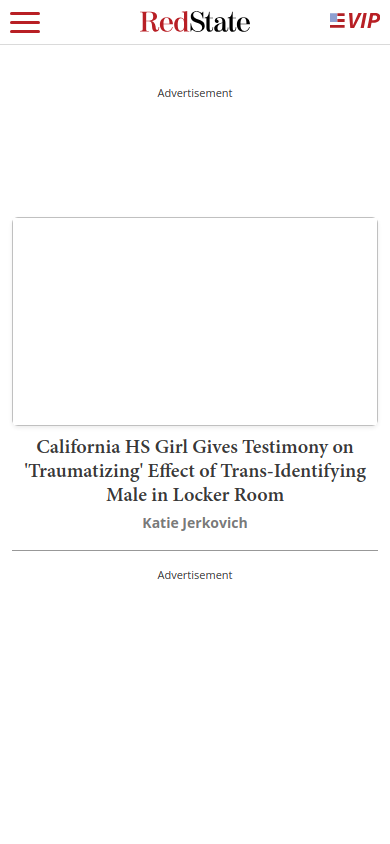 RedState
VIP
Advertisement
California HS Girl Gives Testimony on
'Traumatizing' Effect of Trans-Identifying
Male in Locker Room
Katie Jerkovich
Advertisement